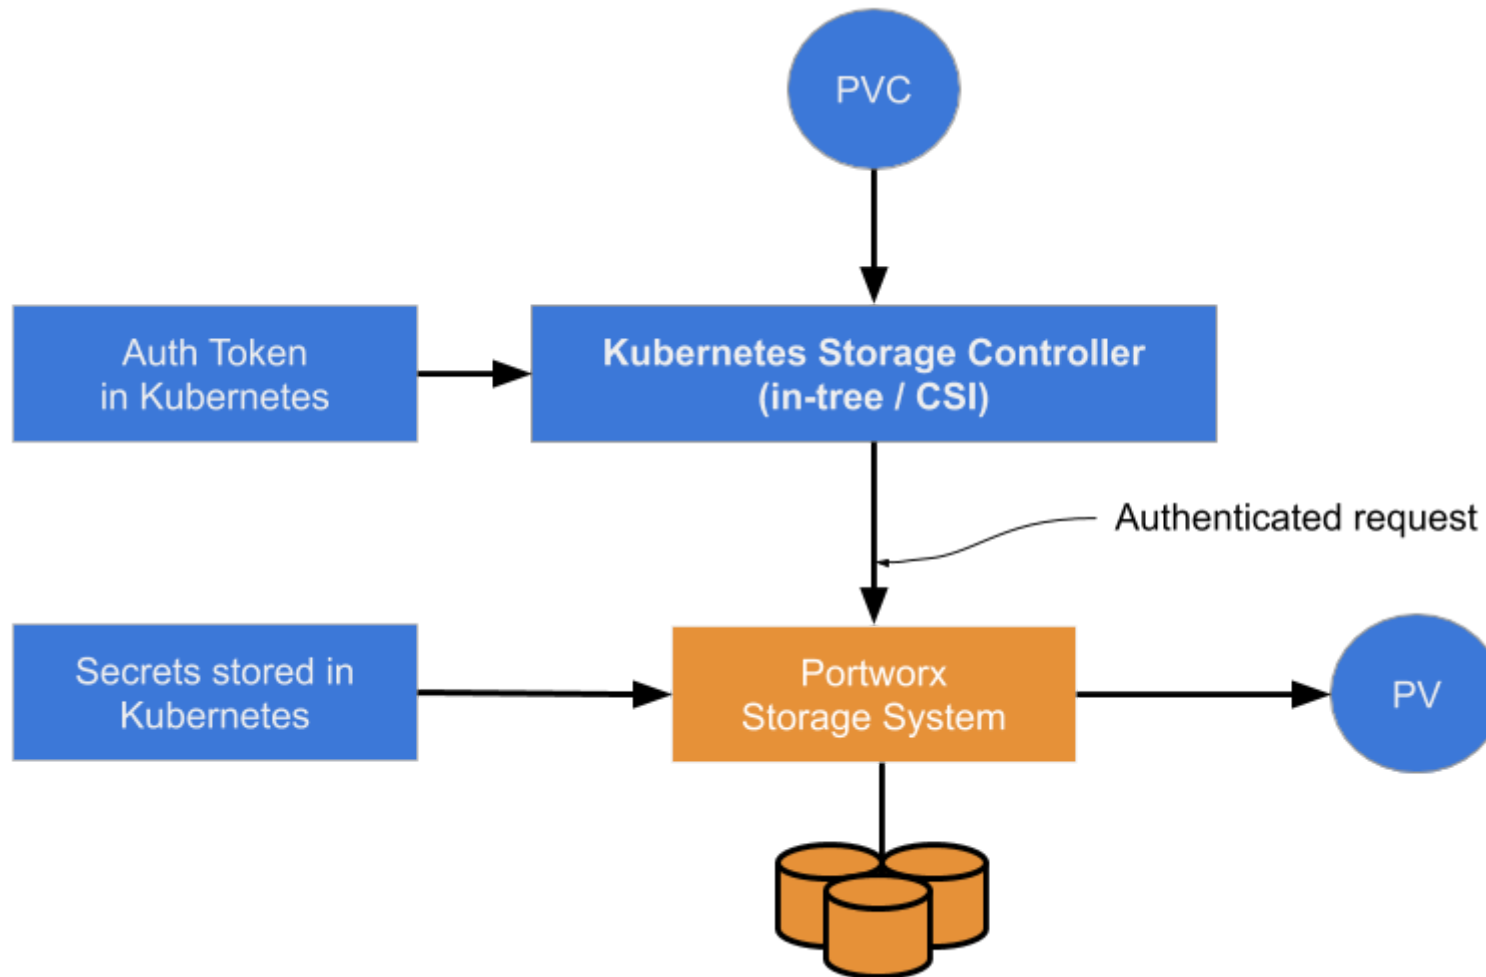 PVC
Auth Token
in Kubernetes
Kubernetes Storage Controller
(in-tree / CSI)
Authenticated request
Secrets stored in
Kubernetes
Portworx
Storage System
PV